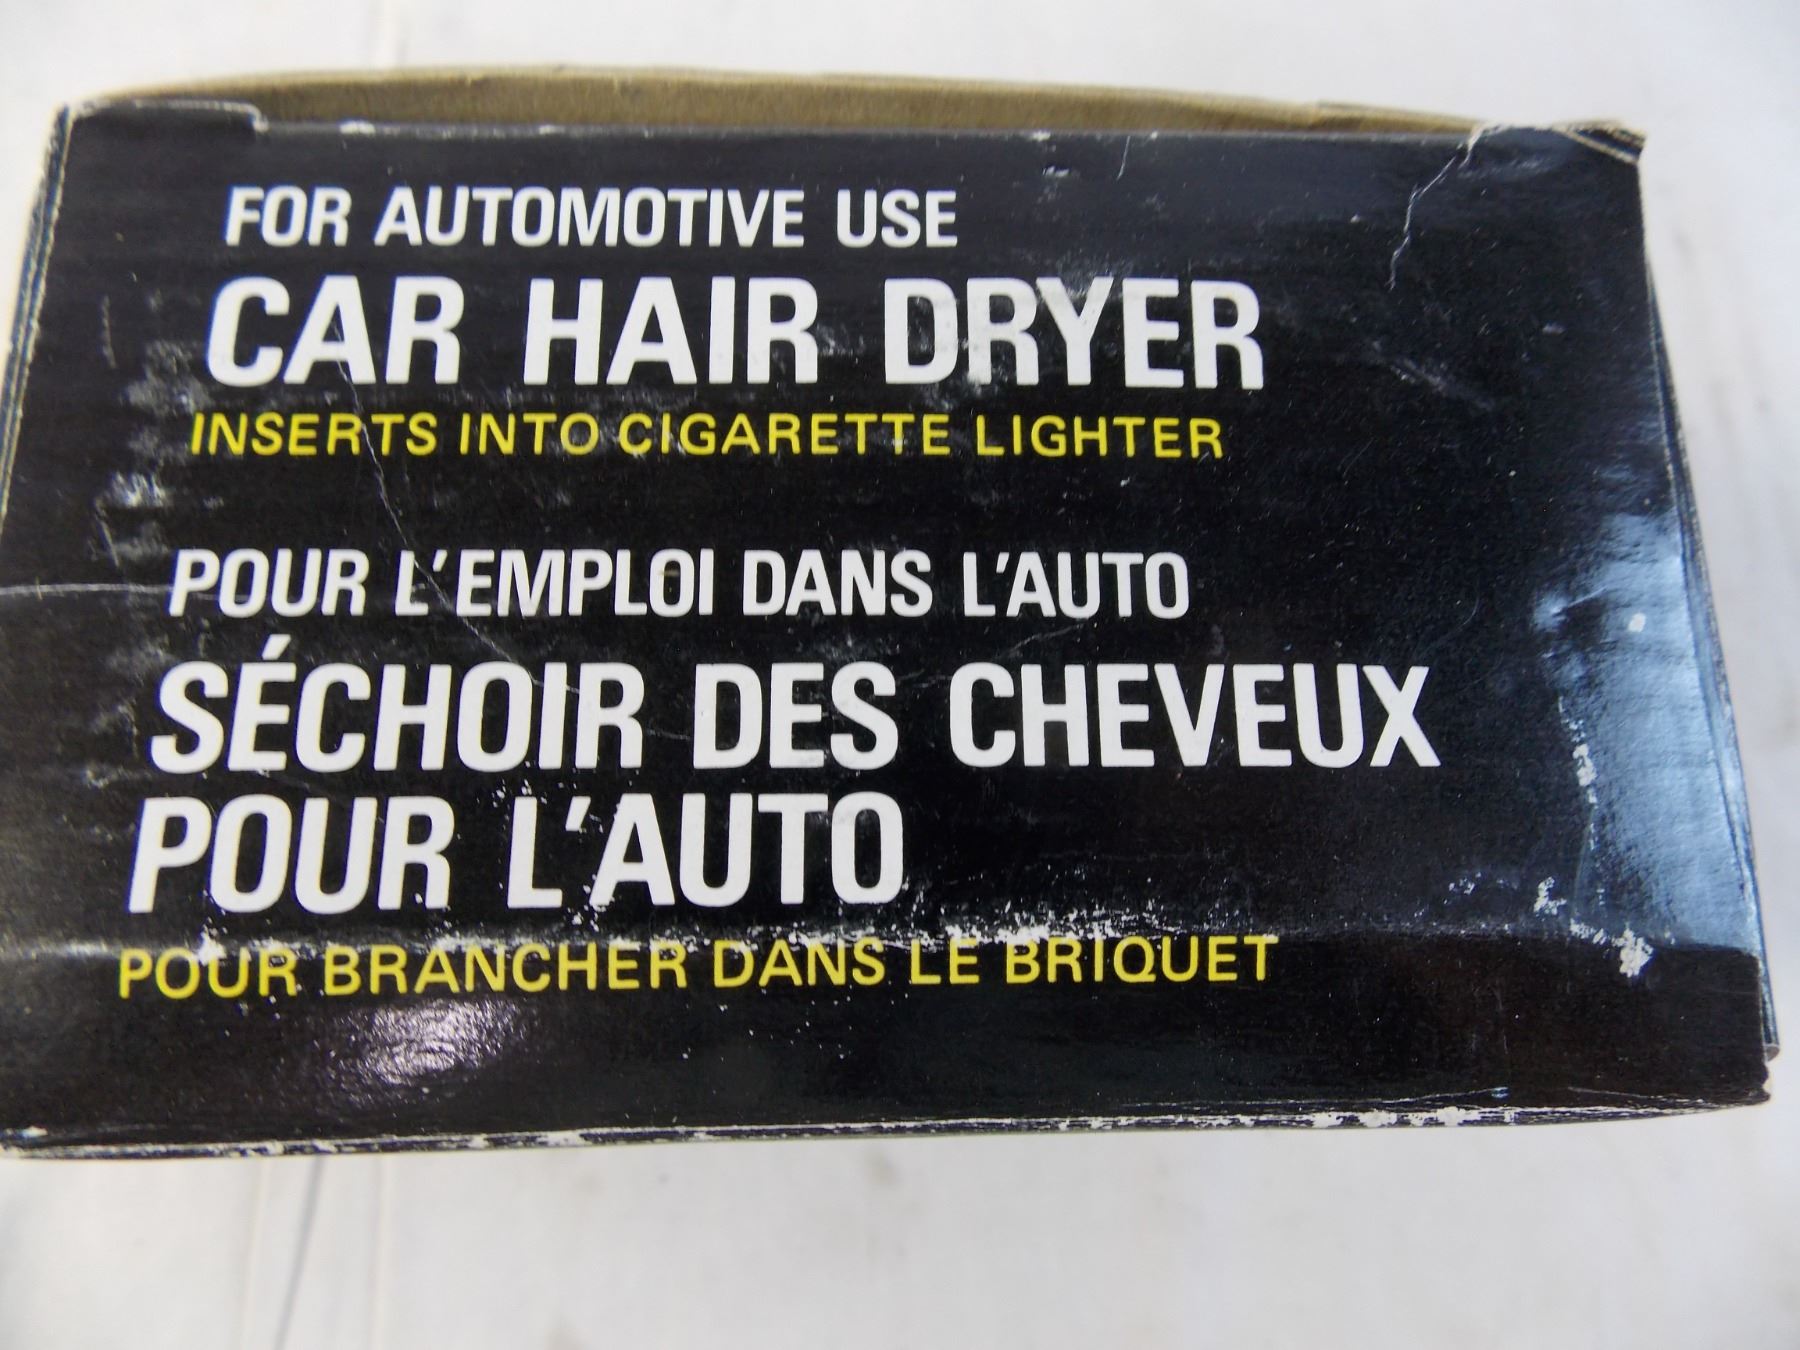 FOR AUTOMOTIVE USE
CAR HAIR DRYER
INSERTS INTO CIGARETTE LIGHTER
POUR L'EMPLOI DANS L'AUTO
SÉCHOIR DES CHEVEUX
POUR L'AUTO
POUR BRANCHER DANS LE BRIQUET